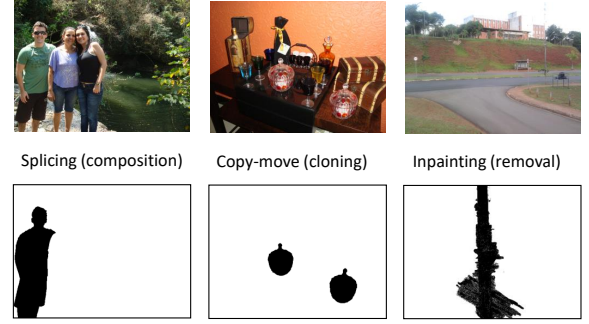 Splicing (composition)
Copy-move (cloning)
Inpainting (removal)